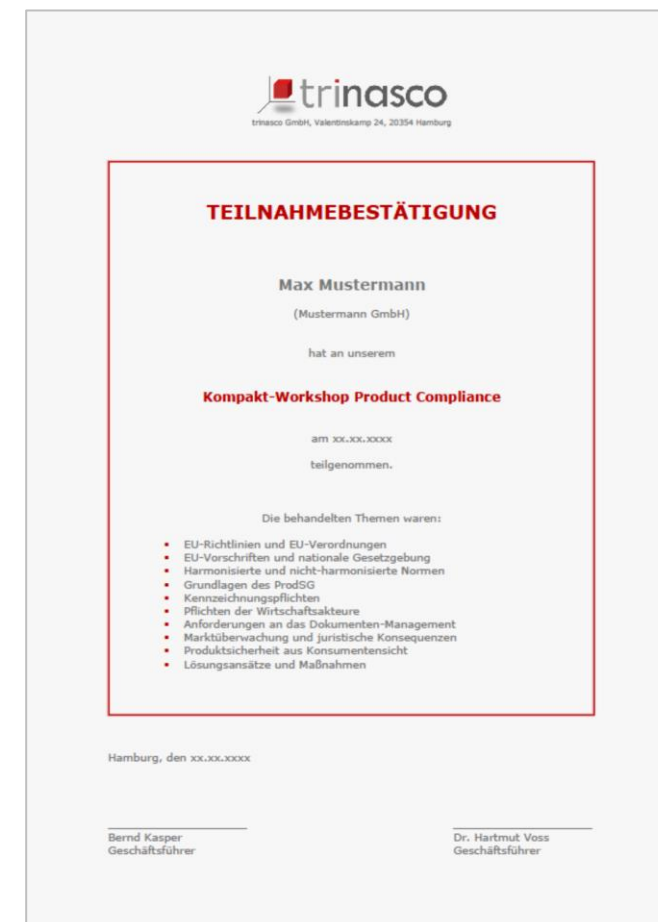 trinasco
trinasco GmbH, Valentinskamp 24, 20354 Hamburg
TEILNAHMEBESTÄTIGUNG
Max Mustermann
(Mustermann GmbH)
hat an unserem
Kompakt-Workshop Product Compliance
am xx.xx.xxxx
teilgenommen.
Die behandelten Themen waren:
▪ EU-Richtlinien und EU-Verordnungen
▪ EU-Vorschriften und nationale Gesetzgebung
▪ Harmonisierte und nicht-harmonisierte Normen
▪ Grundlagen des ProdSG
▪ Kennzeichnungspflichten
▪ Pflichten der Wirtschaftsakteure
▪ Anforderungen an das Dokumenten-Management
▪ Marktüberwachung und juristische Konsequenzen
▪ Produktsicherheit aus Konsumentensicht
▪ Lösungsansätze und Maßnahmen
Hamburg, den xx.xx.xxxx
Bernd Kasper
Geschäftsführer
Dr. Hartmut Voss
Geschäftsführer